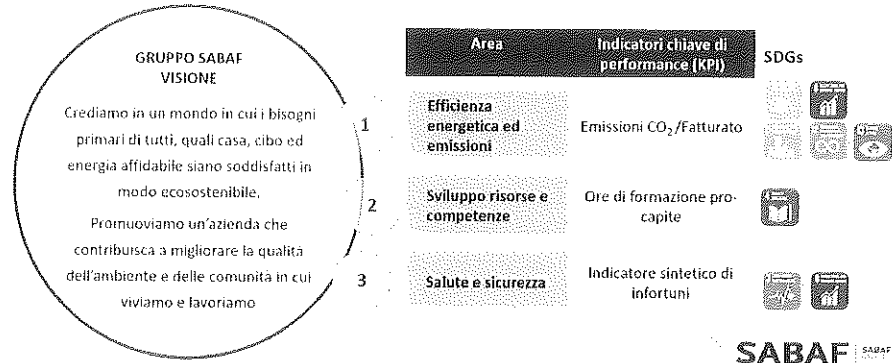 GRUPPO SABAF
VISIONE
Crediamo in un mondo in cui i bisogni
primari di tutti, quali casa, cibo ed
energia affidabile siano soddisfatti in
modo ecosostenibile.
Promuoviamo un'azienda che
contribuisca a migliorare la qualità
dell'ambiente e delle comunità in cui
viviamo e lavoriamo
Area
Indicatori chiave di
performance (KPI)
SDGs
1
Efficienza
energetica ed
emissioni
Emissioni CO₂/Fatturato
2
Sviluppo risorse e
competenze
Ore di formazione pro-
capite
3
Salute e sicurezza
Indicatore sintetico di
infortuni
SABAF
SABAF